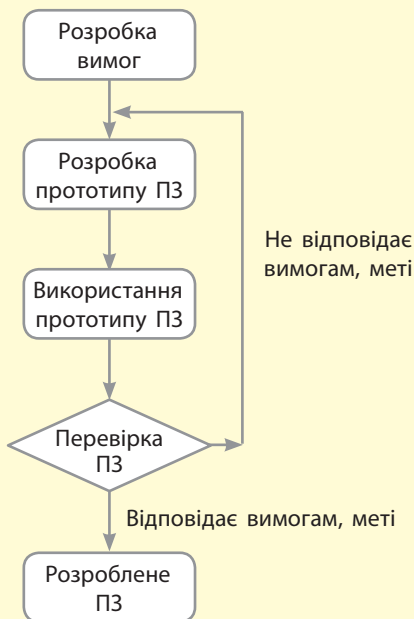 Розробка
вимог
Розробка
прототипу ПЗ
Не відповідає
вимогам, меті
Використання
прототипу ПЗ
Перевірка
ПЗ
Відповідає вимогам, меті
Розроблене
ПЗ